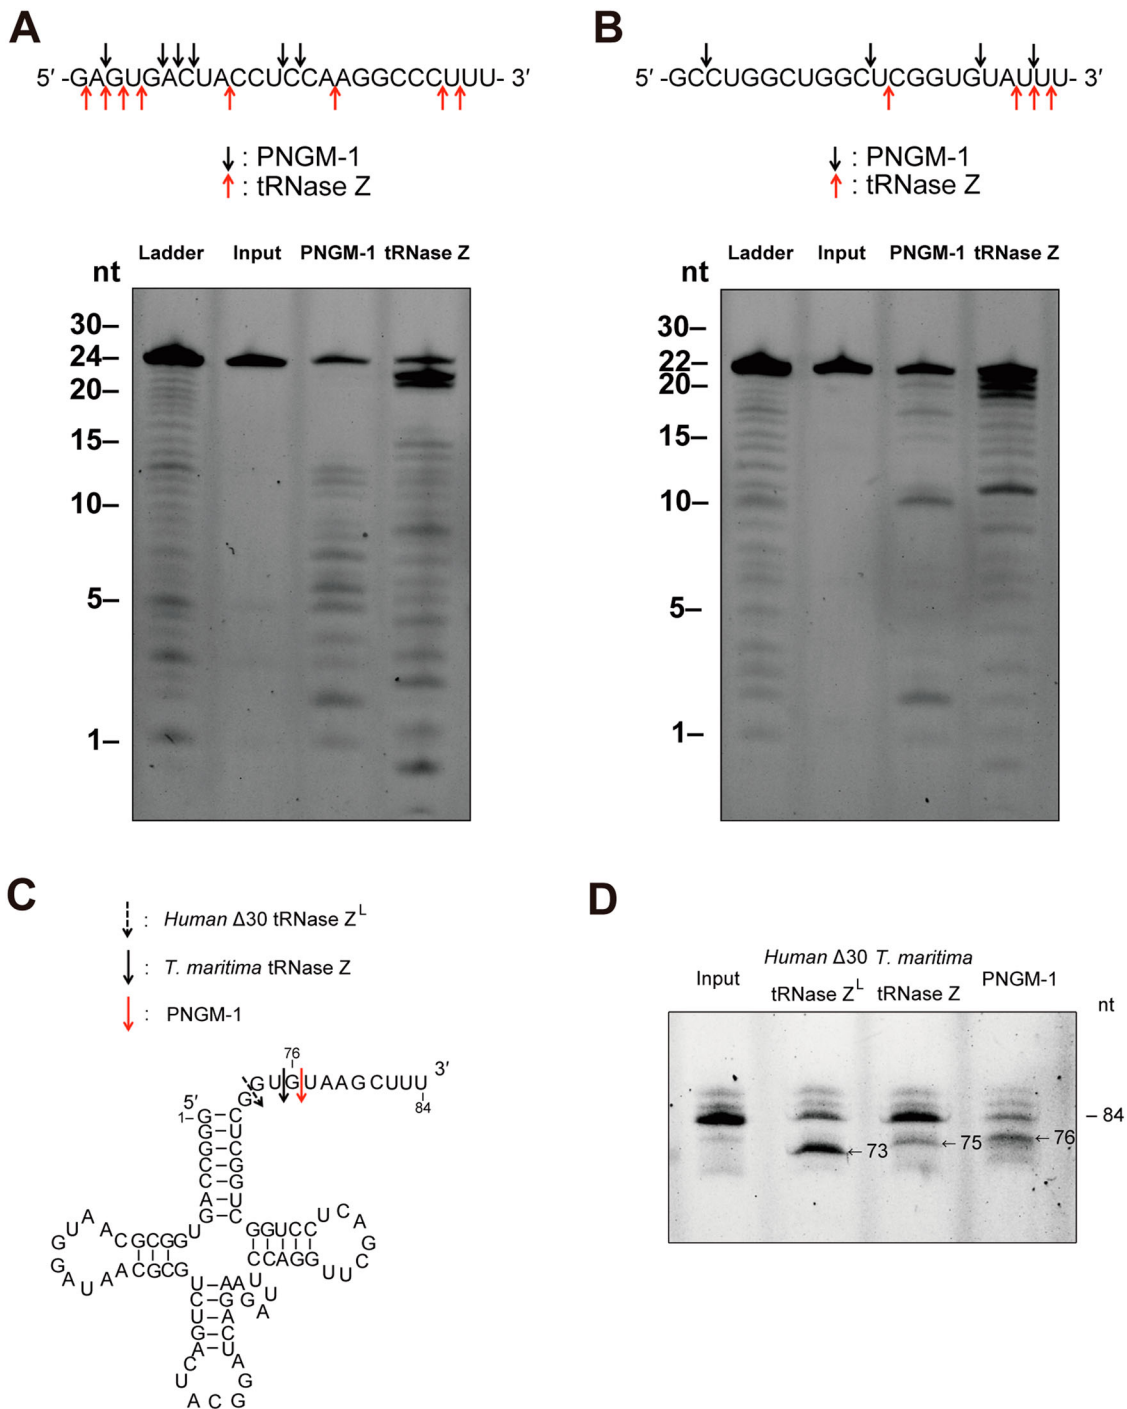 A
5′ -GAGUGACUACCUCCAAGGCCCUUU- 3′
: PNGM-1
: tRNase Z
Ladder Input PNGM-1 tRNase Z
nt
30–
24–
20–
15–
10–
5–
1–
B
5′ -GCCUGGCUGGCUCGGUGUAUUU- 3′
: PNGM-1
: tRNase Z
Ladder Input PNGM-1 tRNase Z
nt
30–
22–
20–
15–
10–
5–
1–
C
: Human Δ30 tRNase Z^L
: T. maritima tRNase Z
: PNGM-1
76
GGUGUAAGCUUU 3′
84
5′
1–
D
Input
Human Δ30 tRNase Z^L
T. maritima tRNase Z
PNGM-1
nt
– 84
←73
←75
←76